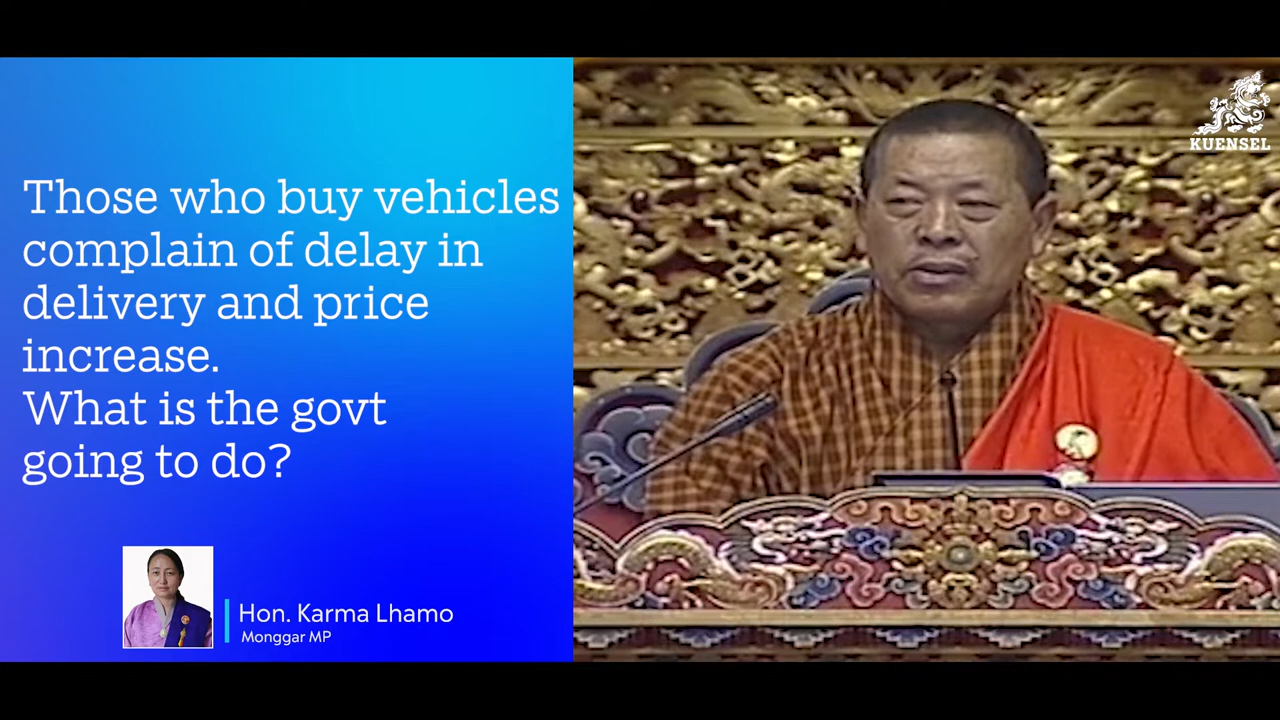 Those who buy vehicles
complain of delay in
delivery and price
increase.
What is the govt
going to do?
Hon. Karma Lhamo
Monggar MP
KUENSEL